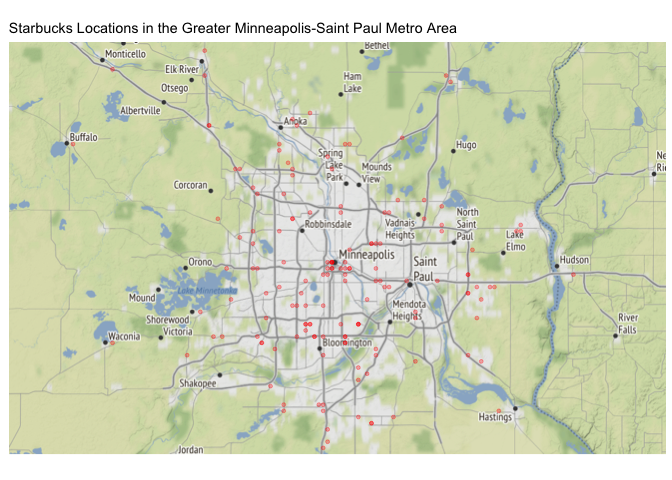 Starbucks Locations in the Greater Minneapolis-Saint Paul Metro Area
Monticello
Bethel
Elk River
Ham
Lake
Otsego
Albertville
Anoka
Buffalo
Hugo
Spring
Lake
Park
Mounds
View
Corcoran
North
Saint
Paul
Robbinsdale
Vadnais
Heights
Lake
Elmo
Minneapolis
Orono
Saint
Paul
Hudson
Lake Minnetonka
Mound
Mendota
Heights
Shorewood
Victoria
River
Falls
Waconia
Bloomington
Shakopee
Hastings
Jordan